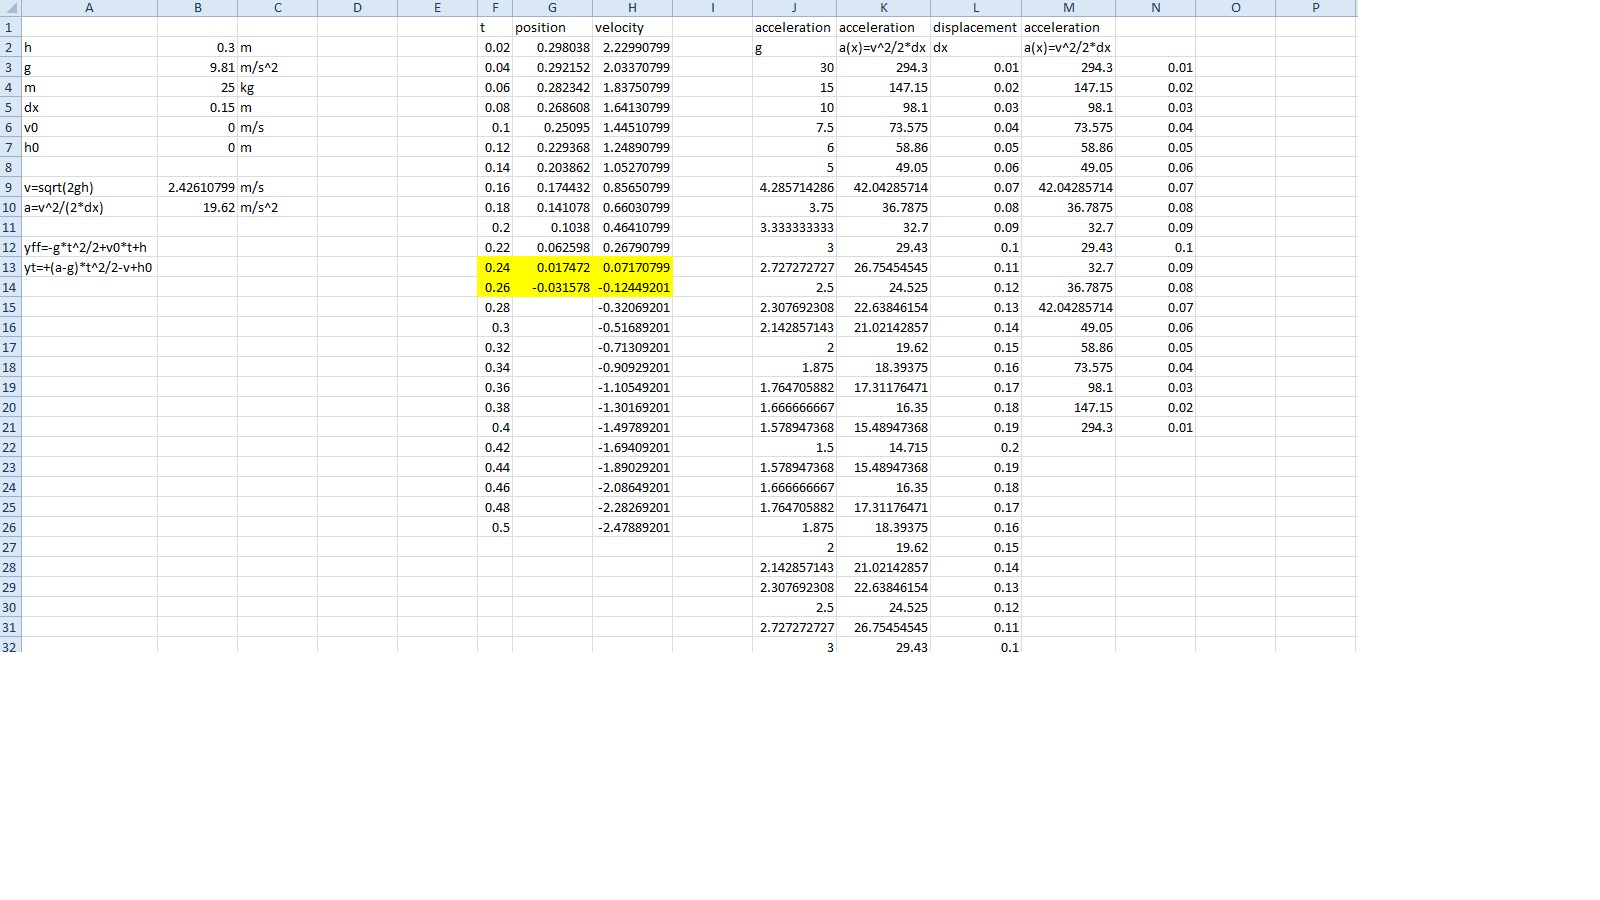 A B C D E F G H I J K L M N O P
1 t position velocity acceleration acceleration displacement acceleration
2 h 0.3 m 0.02 0.298038 2.22990799 g a(x)=v^2/2*dx dx a(x)=v^2/2*dx
3 g 9.81 m/s^2 0.04 0.292152 2.03370799 30 294.3 0.01 294.3 0.01
4 m 25 kg 0.06 0.282342 1.83750799 15 147.15 0.02 147.15 0.02
5 dx 0.15 m 0.08 0.268608 1.64130799 10 98.1 0.03 98.1 0.03
6 v0 0 m/s 0.1 0.25095 1.44510799 7.5 73.575 0.04 73.575 0.04
7 h0 0 m 0.12 0.229368 1.24890799 6 58.86 0.05 58.86 0.05
8 0.14 0.203862 1.05270799 5 49.05 0.06 49.05 0.06
9 v=sqrt(2gh) 2.42610799 m/s 0.16 0.174432 0.85650799 4.285714286 42.04285714 0.07 42.04285714 0.07
10 a=v^2/(2*dx) 19.62 m/s^2 0.18 0.141078 0.66030799 3.75 36.7875 0.08 36.7875 0.08
11 0.2 0.1038 0.46410799 3.333333333 32.7 0.09 32.7 0.09
12 yff=-g*t^2/2+v0*t+h 0.22 0.062598 0.26790799 3 29.43 0.1 29.43 0.1
13 yt=+(a-g)*t^2/2-v+h0 0.24 0.017472 0.07170799 2.727272727 26.75454545 0.11 32.7 0.09
14 0.26 -0.031578 -0.12449201 2.5 24.525 0.12 36.7875 0.08
15 0.28 -0.32069201 2.307692308 22.63846154 0.13 42.04285714 0.07
16 0.3 -0.51689201 2.142857143 21.02142857 0.14 49.05 0.06
17 0.32 -0.71309201 2 19.62 0.15 58.86 0.05
18 0.34 -0.90929201 1.875 18.39375 0.16 73.575 0.04
19 0.36 -1.10549201 1.764705882 17.31176471 0.17 98.1 0.03
20 0.38 -1.30169201 1.666666667 16.35 0.18 147.15 0.02
21 0.4 -1.49789201 1.578947368 15.48947368 0.19 294.3 0.01
22 0.42 -1.69409201 1.5 14.715 0.2
23 0.44 -1.89029201 1.578947368 15.48947368 0.19
24 0.46 -2.08649201 1.666666667 16.35 0.18
25 0.48 -2.28269201 1.764705882 17.31176471 0.17
26 0.5 -2.47889201 1.875 18.39375 0.16
27 2 19.62 0.15
28 2.142857143 21.02142857 0.14
29 2.307692308 22.63846154 0.13
30 2.5 24.525 0.12
31 2.727272727 26.75454545 0.11
32 3 29.43 0.1